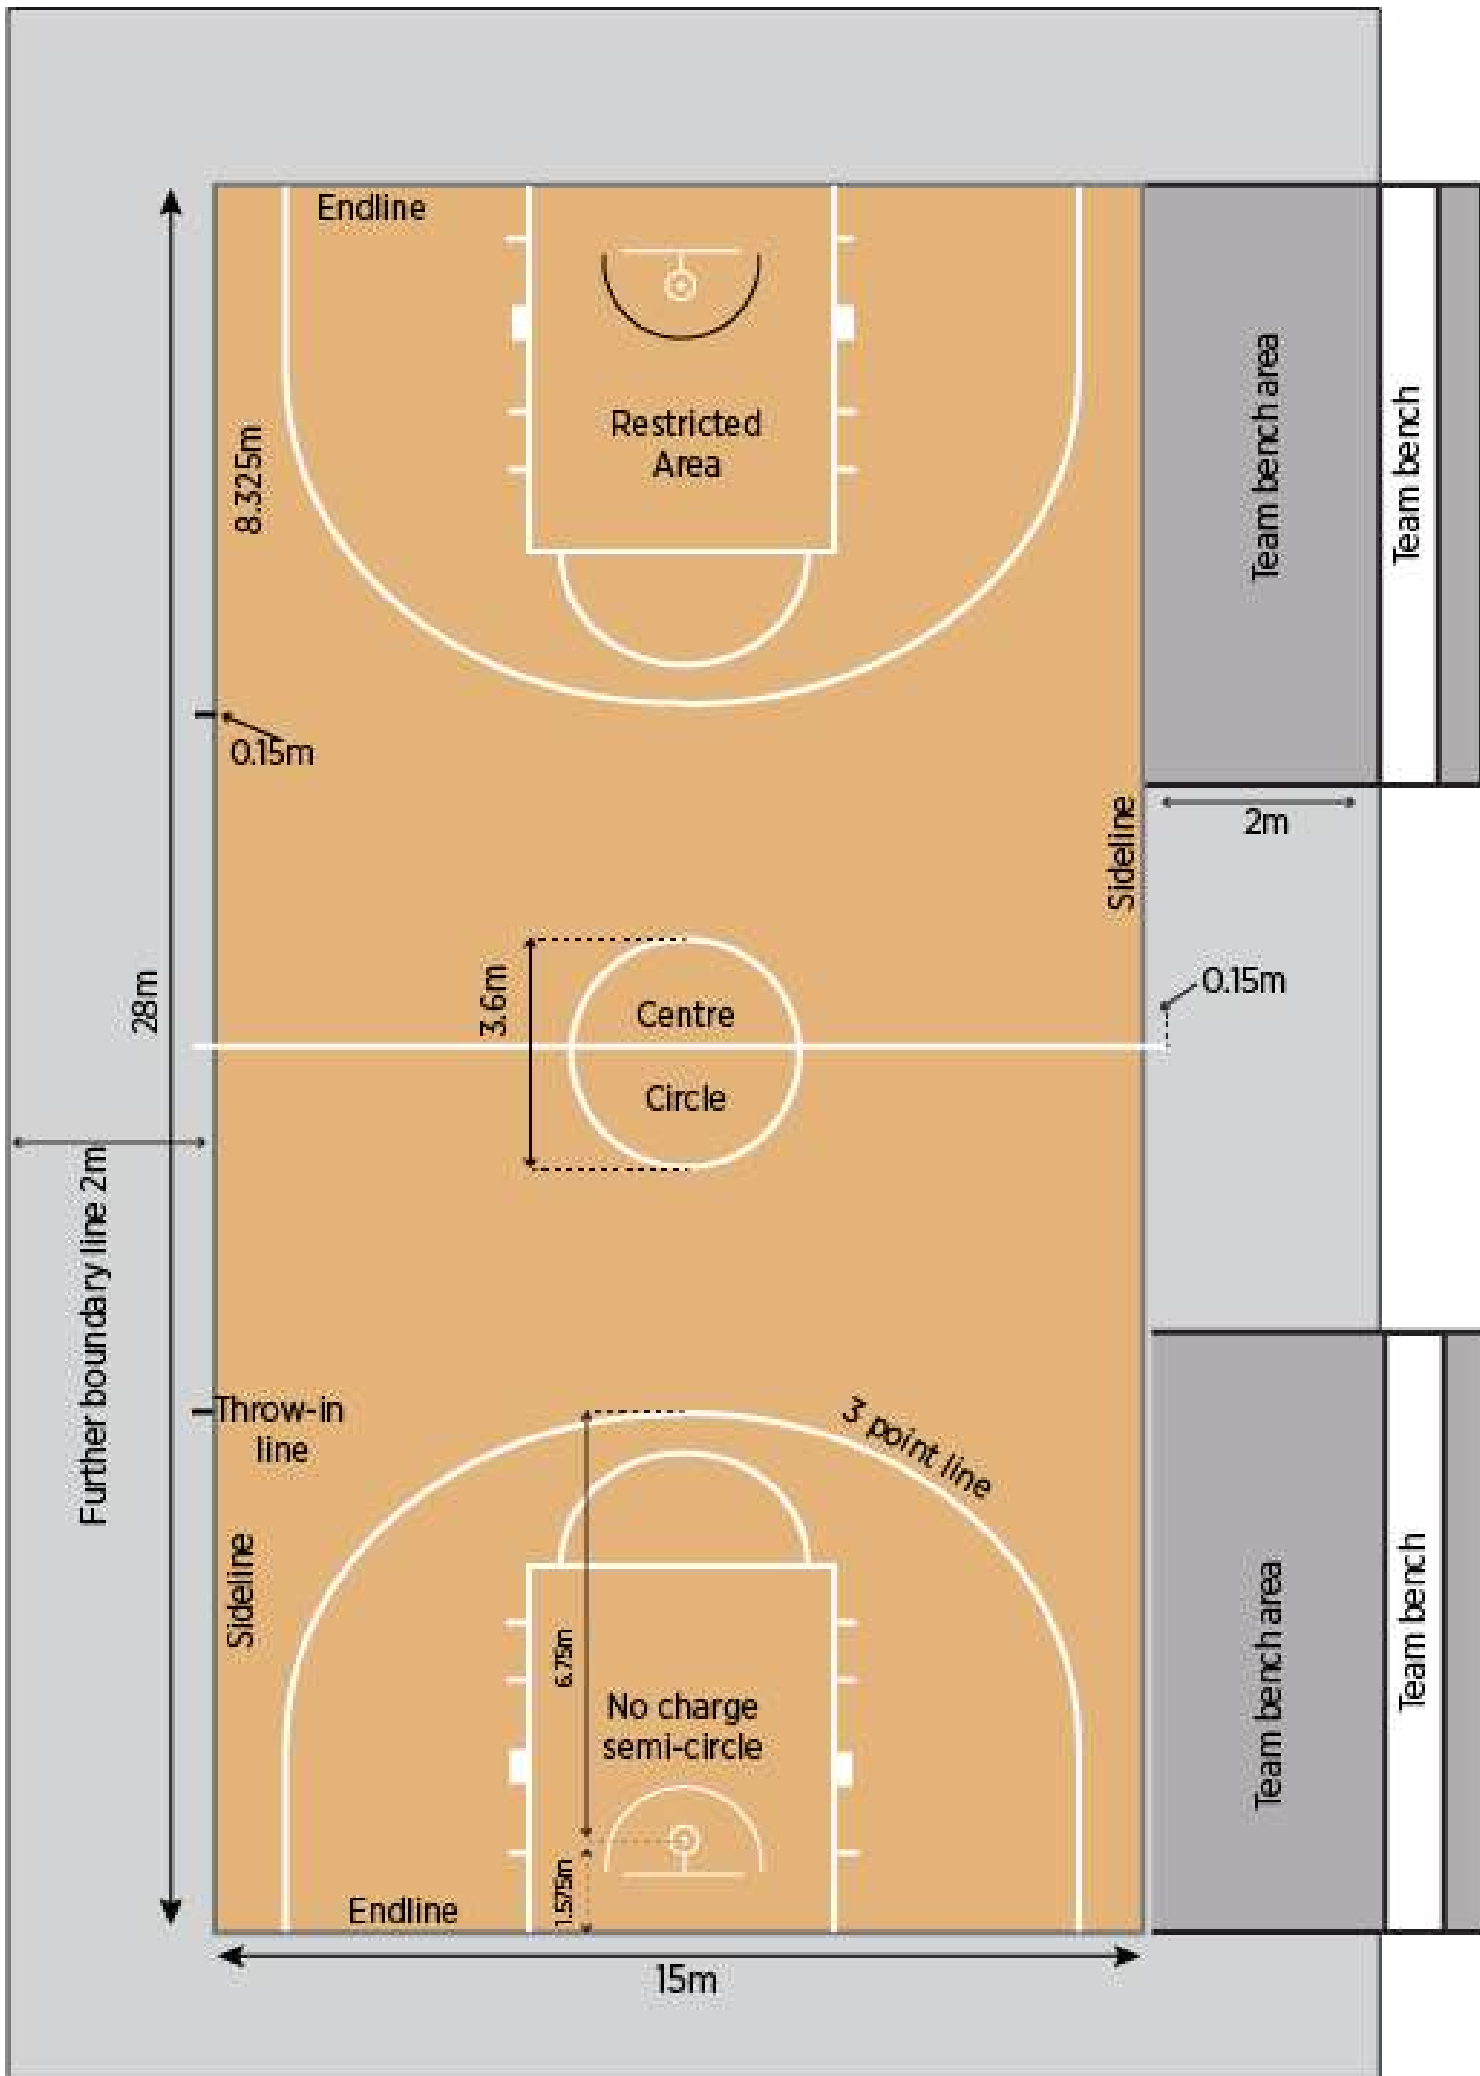 Endline
Restricted
Area
8.325m
Team bench area
Team bench
0.15m
Sideline
2m
28m
3.6m
Centre
Circle
0.15m
Further boundary line 2m
Throw-in
line
3 point line
Sideline
6.75m
No charge
semi-circle
Team bench area
Team bench
1.575m
Endline
15m